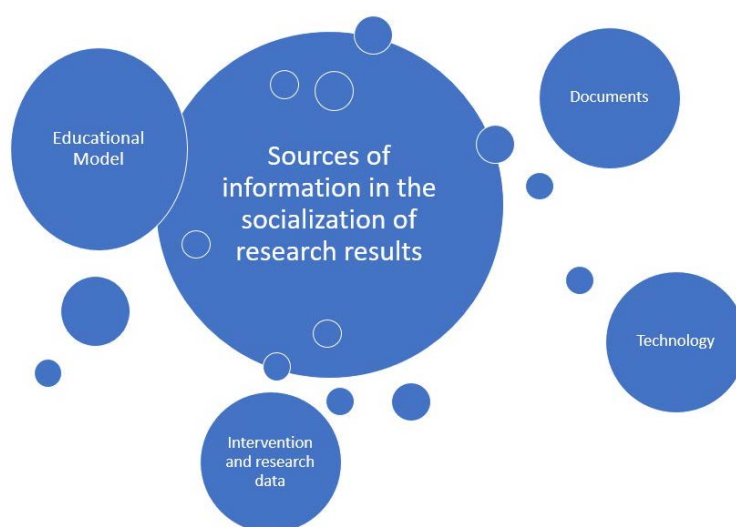 Educational
Model
Sources of
information in the
socialization of
research results
Documents
Technology
Intervention
and research
data